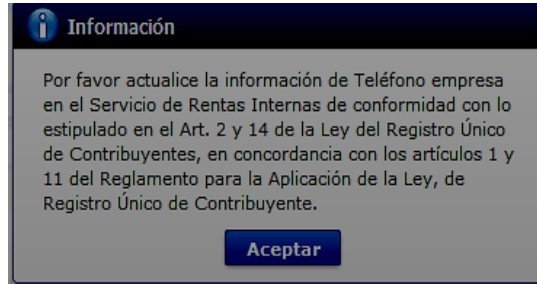 Información
Por favor actualice la información de Teléfono empresa
en el Servicio de Rentas Internas de conformidad con lo
estipulado en el Art. 2 y 14 de la Ley del Registro Único
de Contribuyentes, en concordancia con los artículos 1 y
11 del Reglamento para la Aplicación de la Ley, de
Registro Único de Contribuyente.
Aceptar